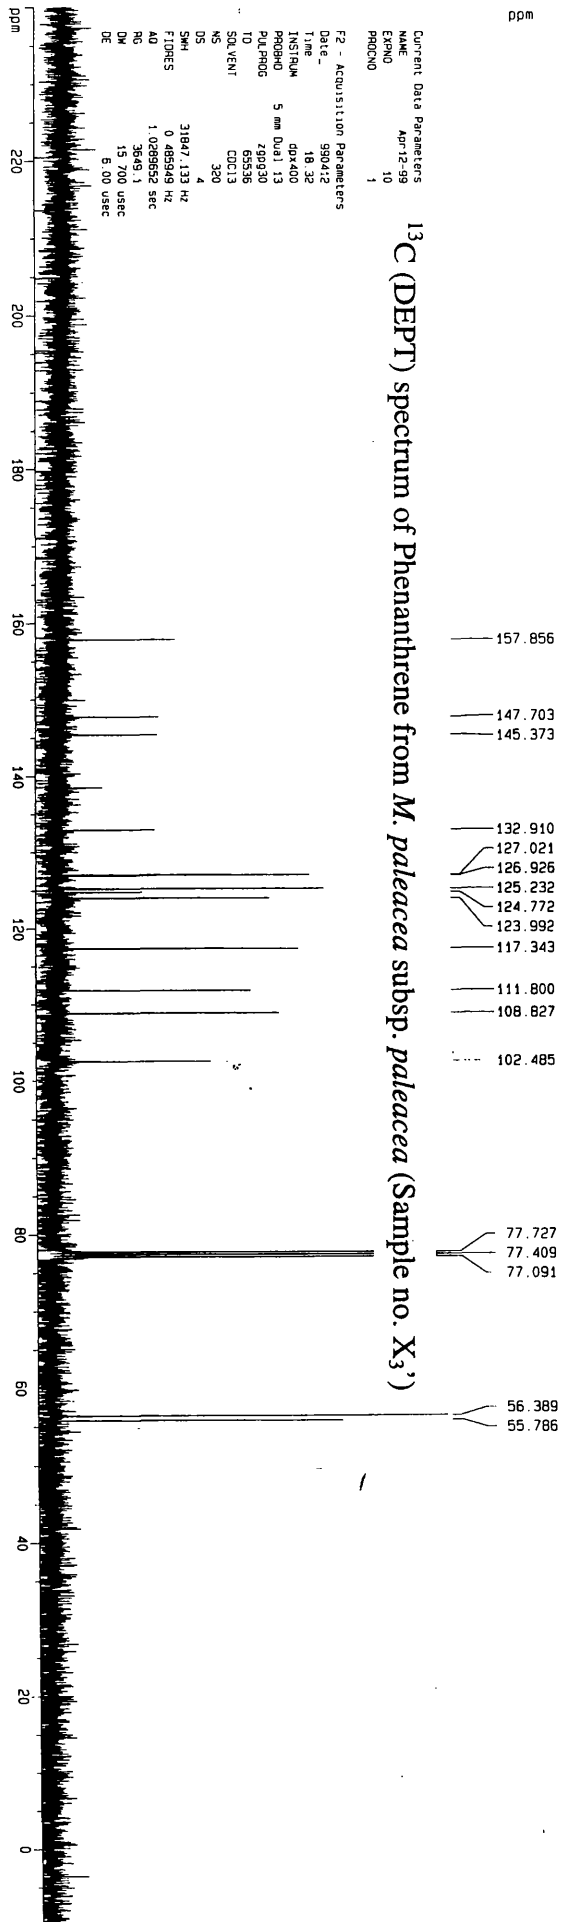 ppm
Current Data Parameters
NAME Apr12-99
EXPNO 10
PROCNO 1
F2 - Acquisition Parameters
Date_ 990412
Time 18.32
INSTRUM dpx400
PROBHD 5 mm Dual 13
PULPROG zgpg30
TD 65536
SOLVENT CDCl3
NS 320
DS 4
SWH 31847.133 Hz
FIDRES 0.485949 Hz
AQ 1.0289652 sec
RG 3649.1
DW 15.700 usec
DE 6.00 usec
13C (DEPT) spectrum of Phenanthrene from M. paleacea subsp. paleacea (Sample no. X3')
157.856
147.703
145.373
132.910
127.021
126.926
125.232
124.772
123.992
117.343
111.800
108.827
102.485
77.727
77.409
77.091
56.389
55.786
ppm 220 200 180 160 140 120 100 80 60 40 20 0